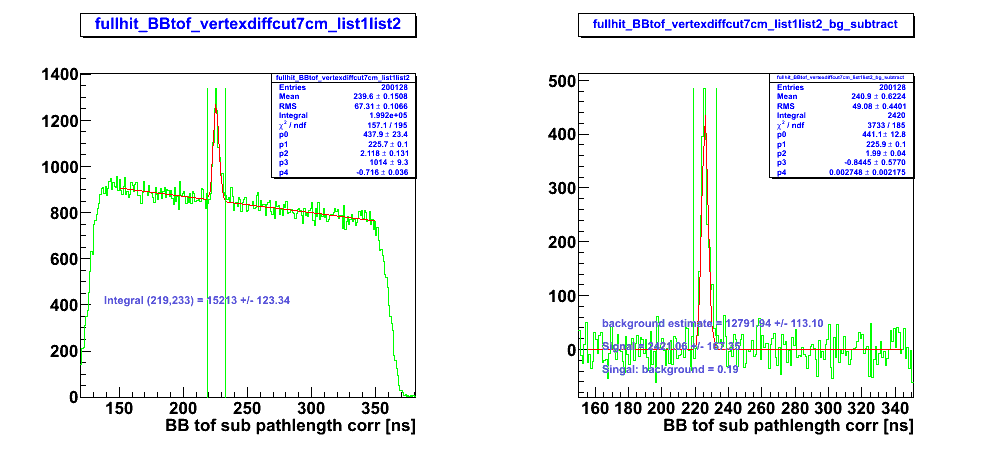 fullhit_BBtof_vertexdiffcut7cm_list1list2
fullhit_BBtof_vertexdiffcut7cm_list1list2
Entries 200128
Mean 239.6 ± 0.1508
RMS 67.31 ± 0.1066
Integral 1.992e+05
χ² / ndf 157.1 / 195
p0 437.9 ± 23.4
p1 225.7 ± 0.1
p2 2.118 ± 0.131
p3 1014 ± 9.3
p4 -0.716 ± 0.036
1400
1200
1000
800
600
400
200
0
Integral (219,233) = 15213 +/- 123.34
150 200 250 300 350
BB tof sub pathlength corr [ns]
fullhit_BBtof_vertexdiffcut7cm_list1list2_bg_subtract
fullhit_BBtof_vertexdiffcut7cm_list1list2_bg_subtract
Entries 200128
Mean 240.9 ± 0.6224
RMS 49.08 ± 0.4401
Integral 2420
χ² / ndf 3733 / 185
p0 441.1 ± 12.8
p1 225.9 ± 0.1
p2 1.99 ± 0.04
p3 -0.8445 ± 0.5770
p4 0.002748 ± 0.002175
500
400
300
200
100
0
background estimate = 12791.94 +/- 113.10
Signal = 2421.06 +/- 167.35
Singal: background = 0.19
160 180 200 220 240 260 280 300 320 340
BB tof sub pathlength corr [ns]